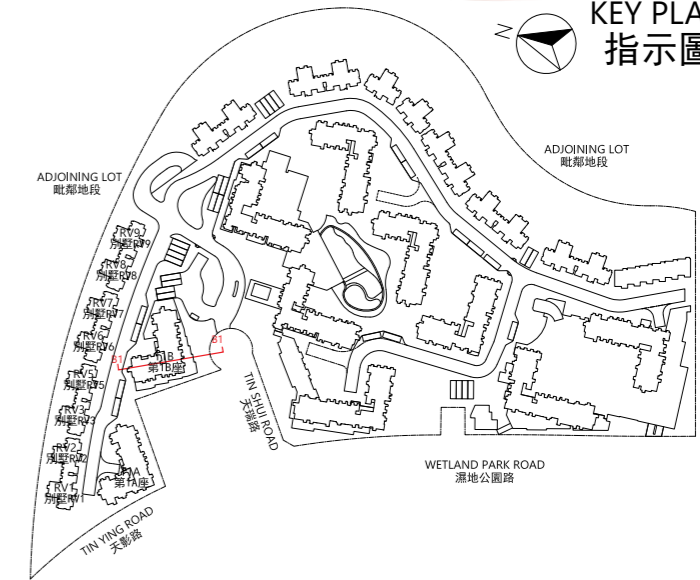 KEY PLA
指示圖
N
ADJOINING LOT
毗鄰地段
ADJOINING LOT
毗鄰地段
RV9
別墅RV9
RV8
別墅RV8
RV7
別墅RV7
RV6
別墅RV6
B1
B1
T1B
第1B座
RV5
別墅RV5
RV3
別墅RV3
RV2
別墅RV2
RV1
別墅RV1
T1A
第1A座
TIN SHUI ROAD
天瑞路
WETLAND PARK ROAD
濕地公園路
TIN YING ROAD
天影路